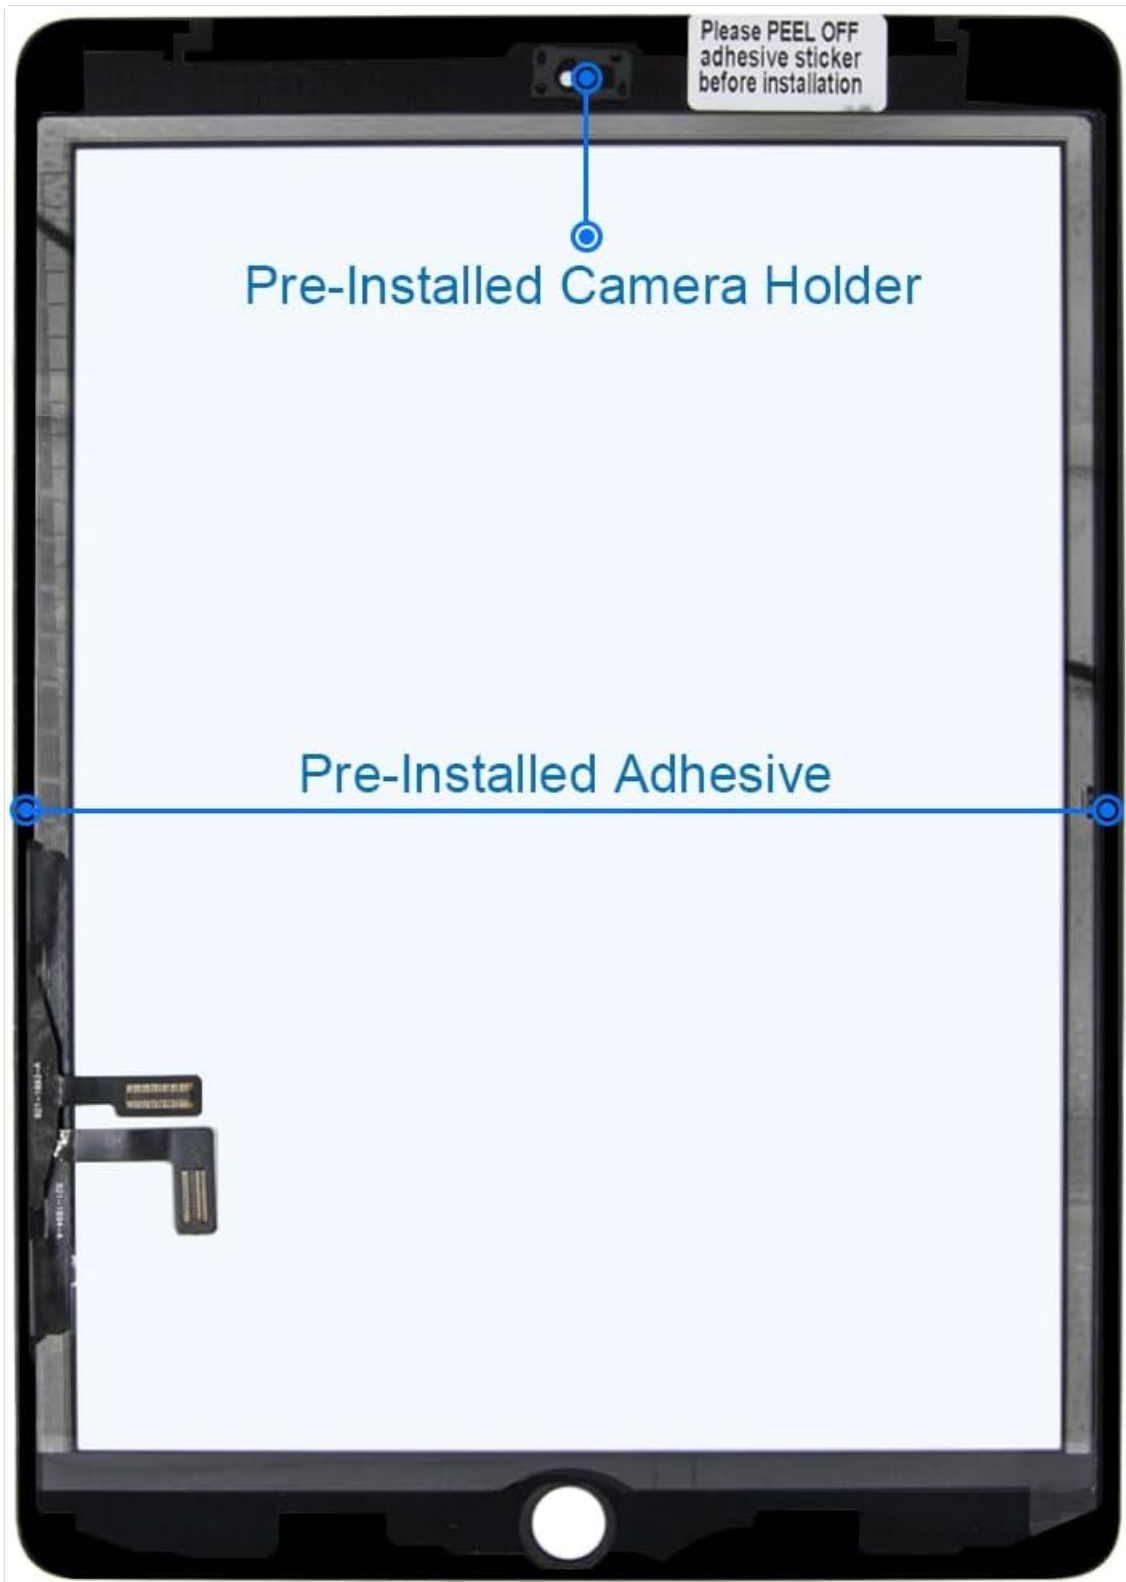 Please PEEL OFF
adhesive sticker
before installation
Pre-Installed Camera Holder
Pre-Installed Adhesive